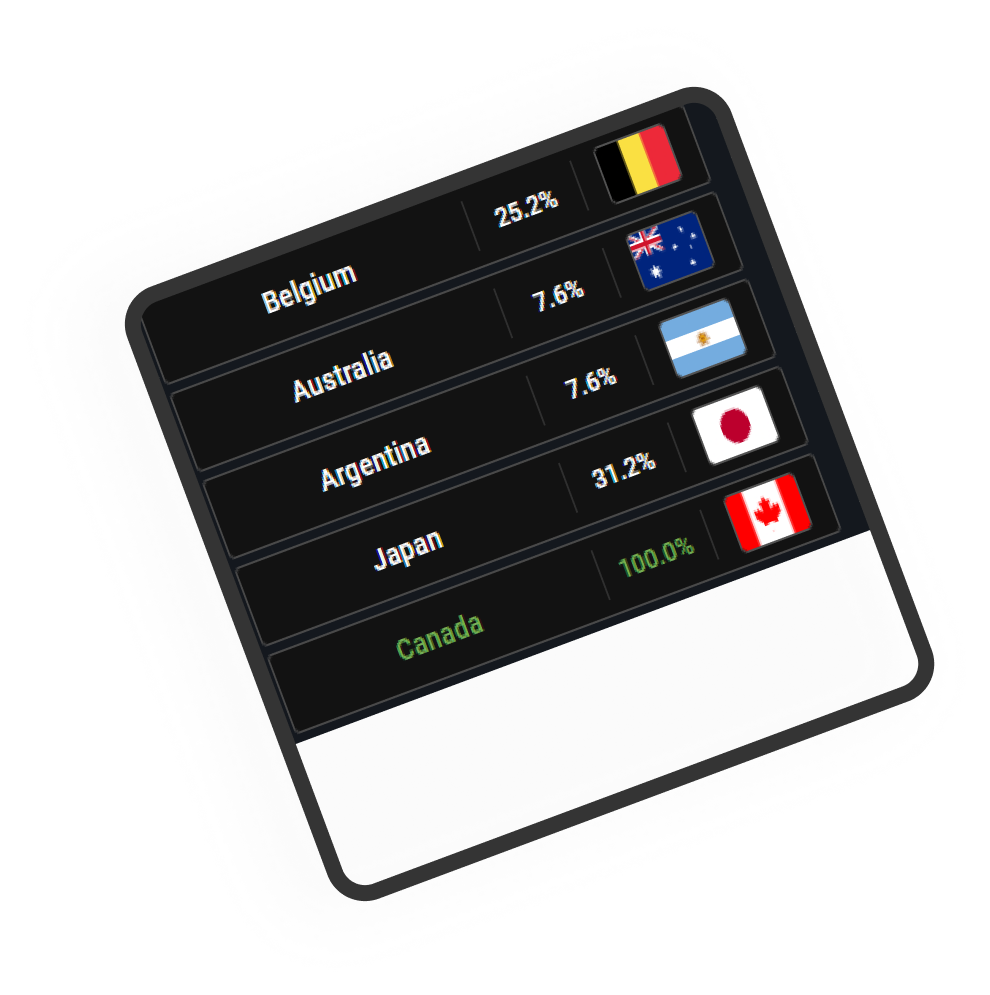 Belgium 25.2%
Australia 7.6%
Argentina 7.6%
Japan 31.2%
Canada 100.0%